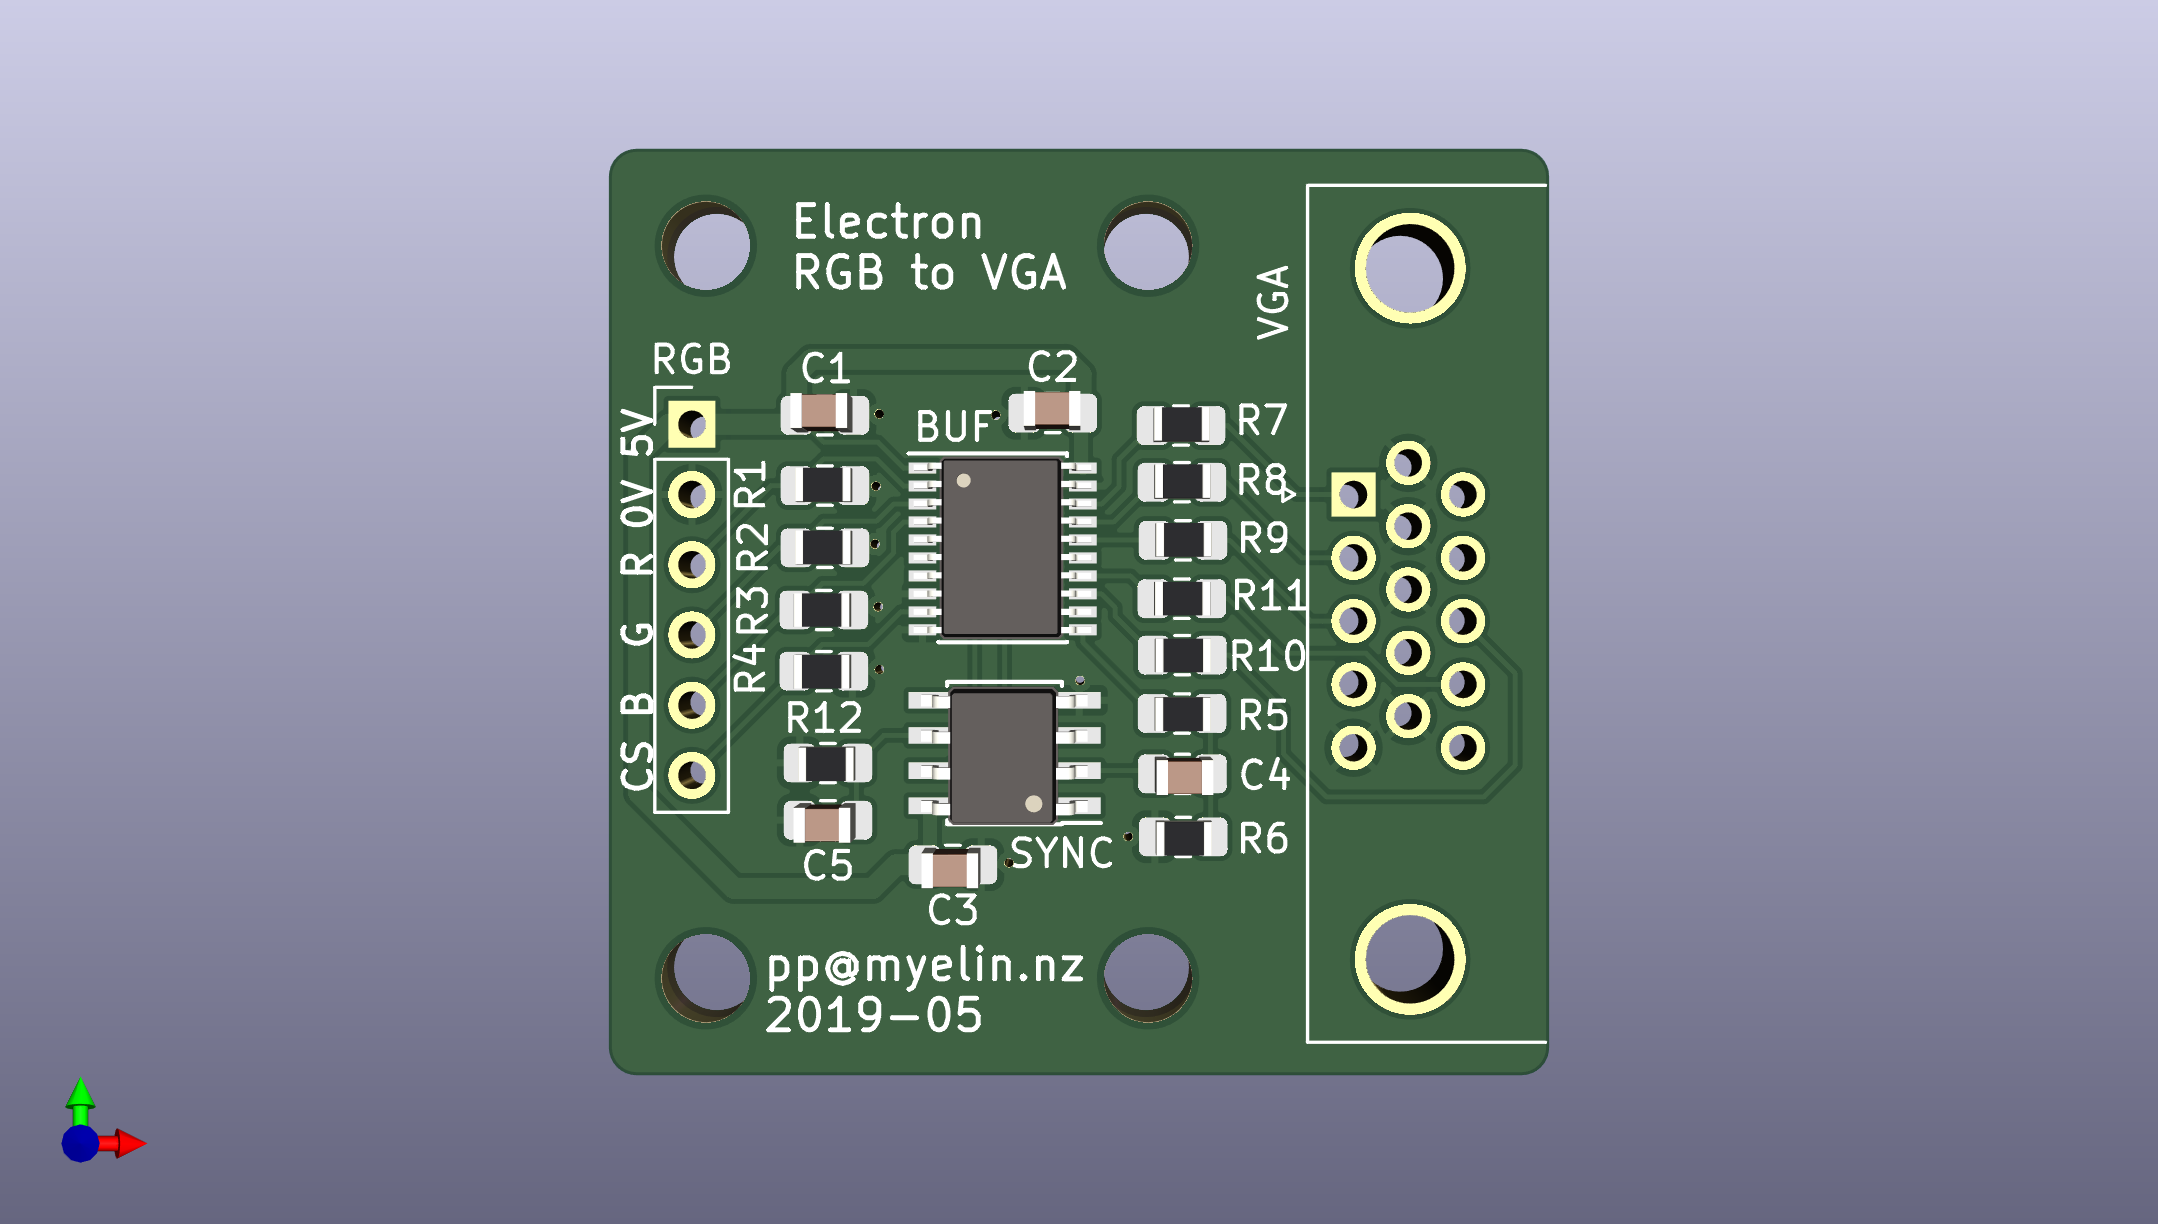 Electron
RGB to VGA
VGA
RGB
C1
C2
BUF
5V
0V
R
G
B
CS
R1
R2
R3
R4
R12
C5
C3
SYNC
R7
R8
R9
R11
R10
R5
C4
R6
pp@myelin.nz
2019-05